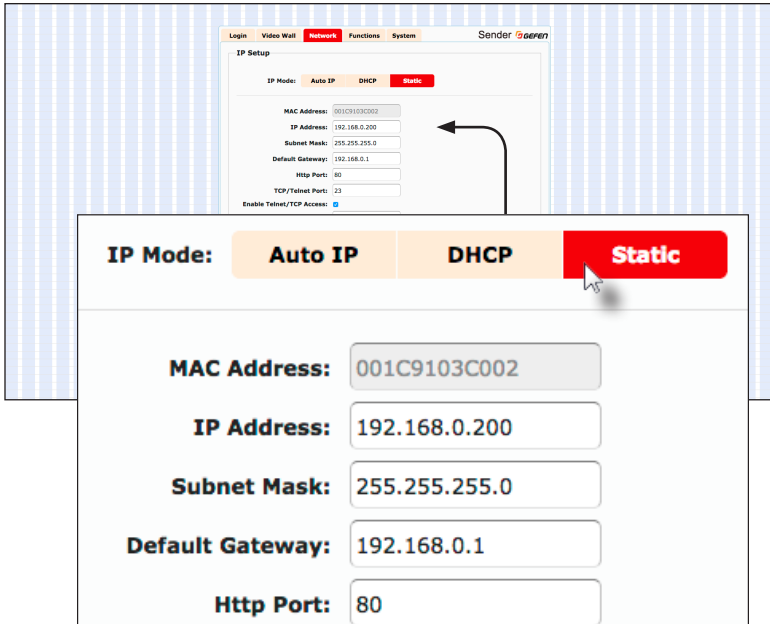 Login Video Wall Network Functions System Sender GEFEN
IP Setup
IP Mode: Auto IP DHCP Static
MAC Address: 001C9103C002
IP Address: 192.168.0.200
Subnet Mask: 255.255.255.0
Default Gateway: 192.168.0.1
Http Port: 80
TCP/Telnet Port: 23
Enable Telnet/TCP Access:
IP Mode: Auto IP DHCP Static
MAC Address: 001C9103C002
IP Address: 192.168.0.200
Subnet Mask: 255.255.255.0
Default Gateway: 192.168.0.1
Http Port: 80